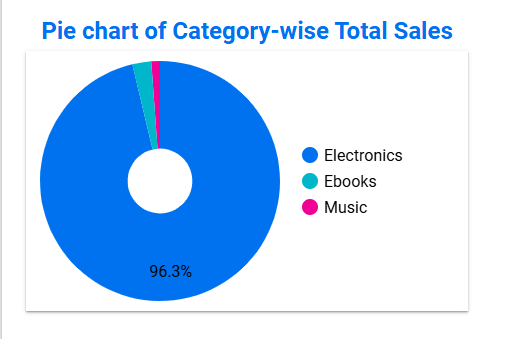 Pie chart of Category-wise Total Sales
Electronics
Ebooks
Music
96.3%